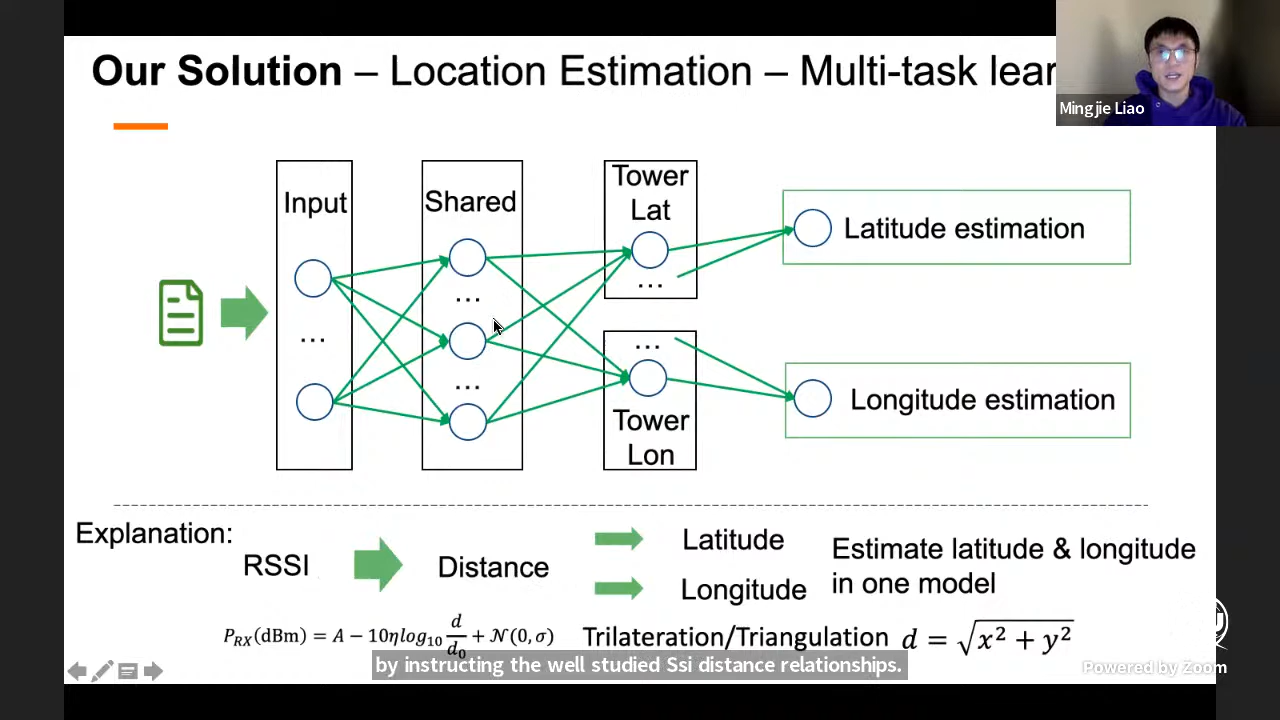 Our Solution – Location Estimation – Multi-task lear
Mingjie Liao
Input
Shared
Tower
Lat
Latitude estimation
...
...
...
...
...
Longitude estimation
Tower
Lon
Explanation:
RSSI
Distance
Latitude
Longitude
Estimate latitude & longitude
in one model
P_RX(dBm) = A − 10ηlog₁₀ d/d₀ + 𝒩(0, σ)
Trilateration/Triangulation d = √(x² + y²)
by instructing the well studied Ssi distance relationships.
Powered by Zoom